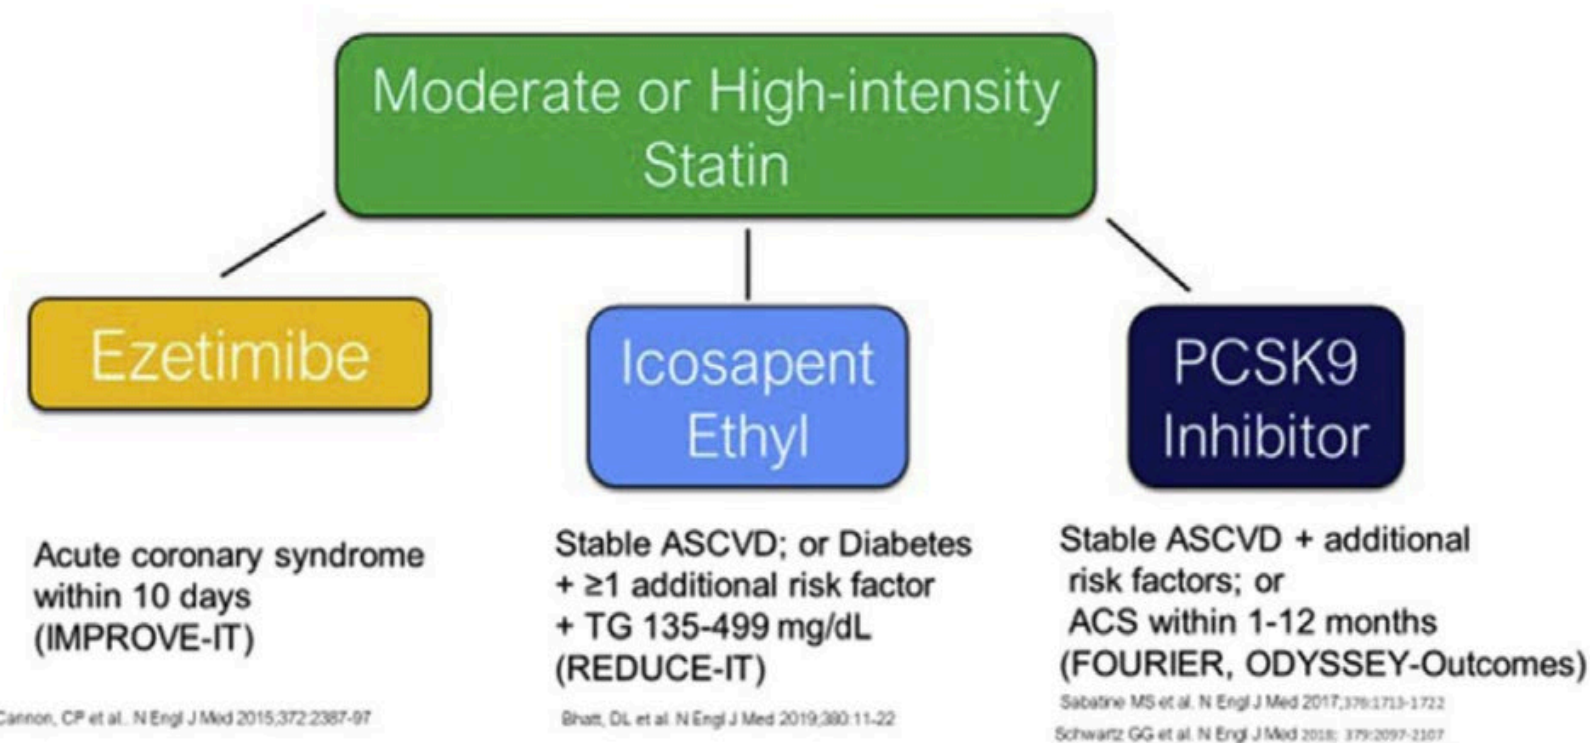 Moderate or High-intensity
Statin
Ezetimibe
Acute coronary syndrome
within 10 days
(IMPROVE-IT)
Cannon, CP et al. N Engl J Med 2015;372:2387-97
Icosapent
Ethyl
Stable ASCVD; or Diabetes
+ ≥1 additional risk factor
+ TG 135-499 mg/dL
(REDUCE-IT)
Bhatt, DL et al. N Engl J Med 2019;380:11-22
PCSK9
Inhibitor
Stable ASCVD + additional
risk factors; or
ACS within 1-12 months
(FOURIER, ODYSSEY-Outcomes)
Sabatine MS et al. N Engl J Med 2017;376:1713-1722
Schwartz GG et al. N Engl J Med 2018; 379:2097-2107